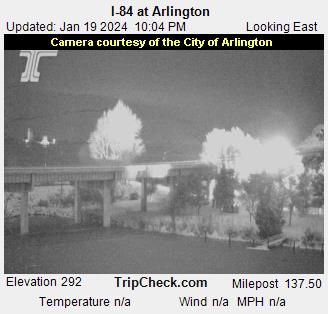 I-84 at Arlington
Updated: Jan 19 2024 10:04 PM Looking East
Camera courtesy of the City of Arlington
Elevation 292 TripCheck.com Milepost 137.50
Temperature n/a Wind n/a MPH n/a